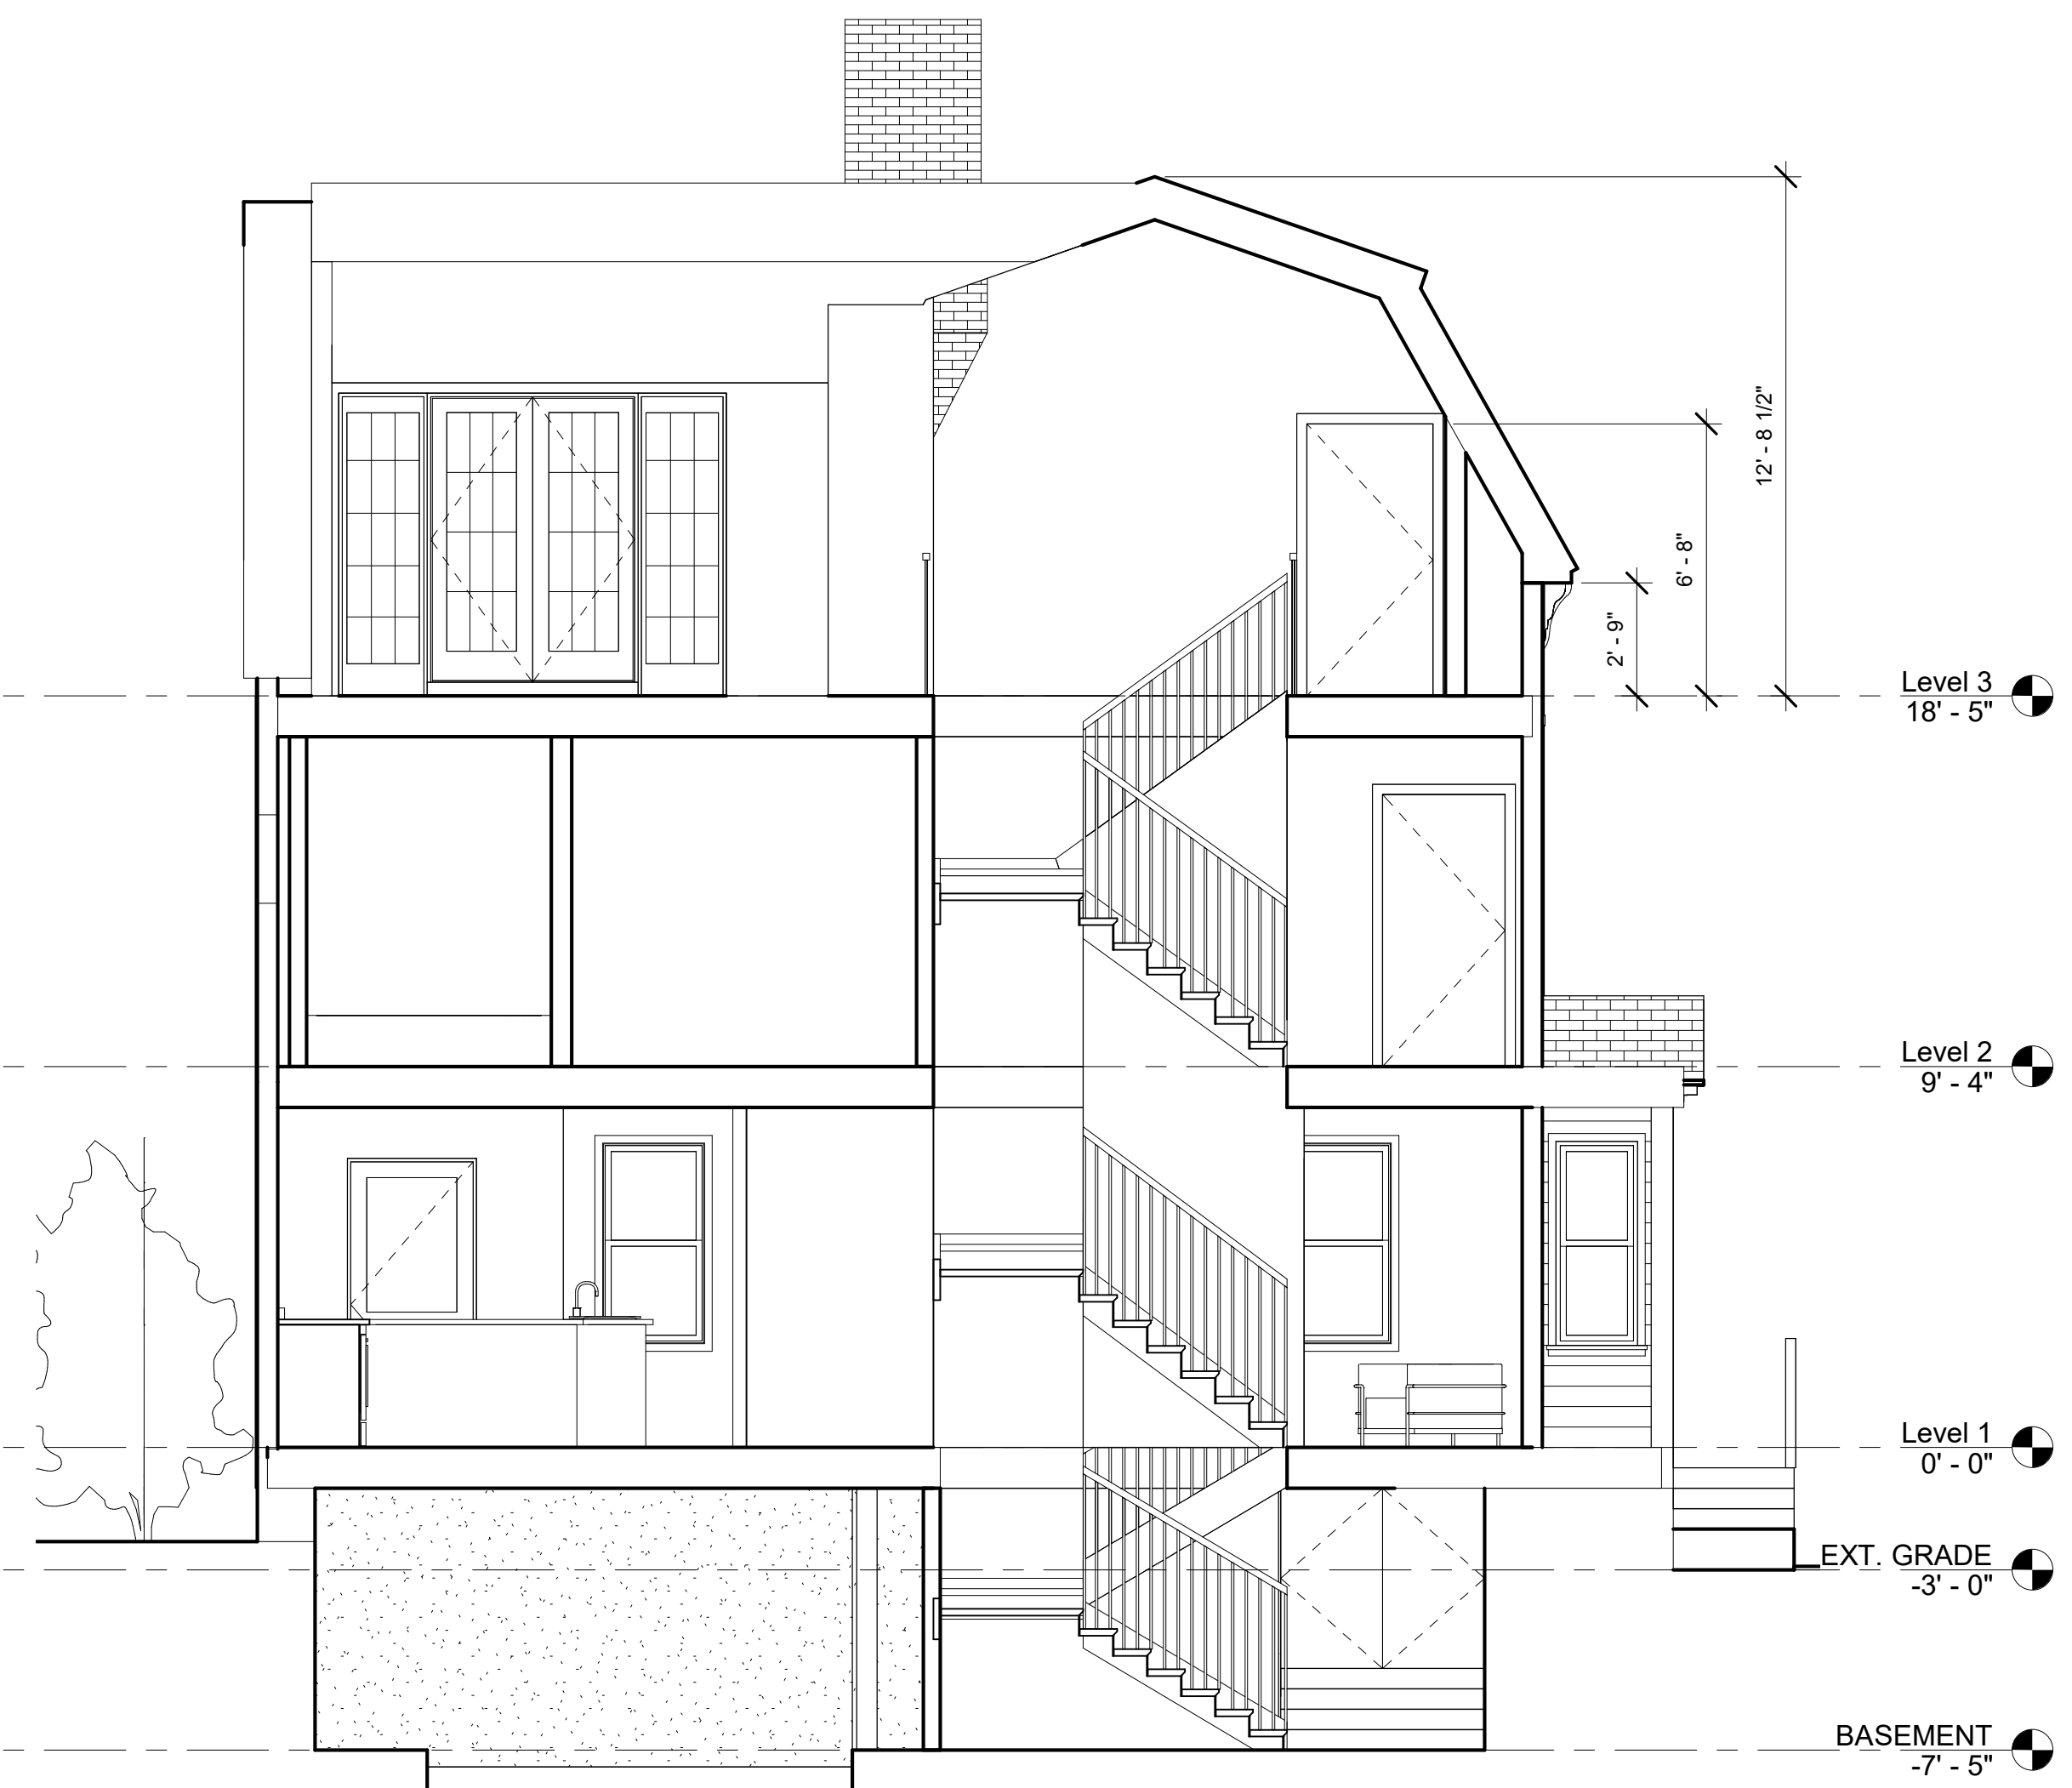 12' - 8 1/2"
6' - 8"
2' - 9"
Level 3
18' - 5"
Level 2
9' - 4"
Level 1
0' - 0"
EXT. GRADE
-3' - 0"
BASEMENT
-7' - 5"